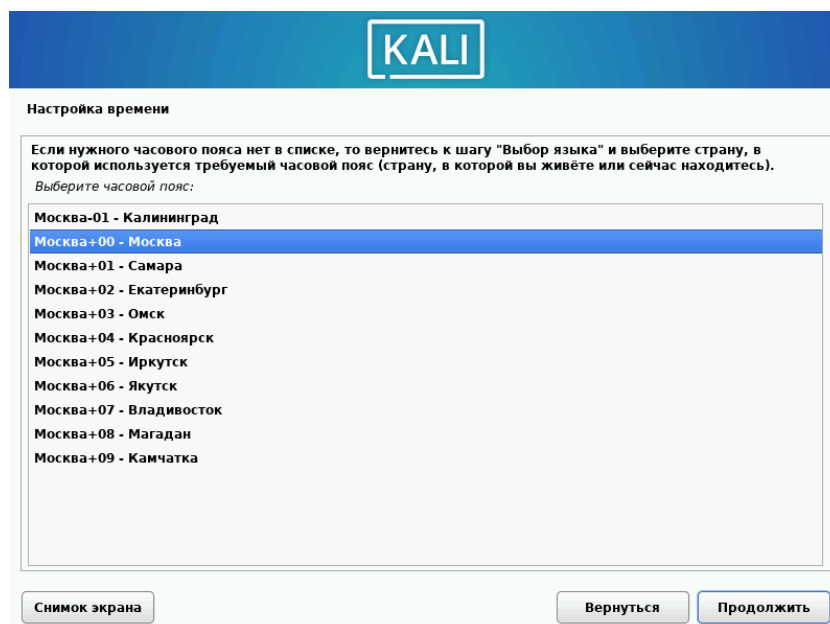 KALI
Настройка времени
Если нужного часового пояса нет в списке, то вернитесь к шагу "Выбор языка" и выберите страну, в
которой используется требуемый часовой пояс (страну, в которой вы живёте или сейчас находитесь).
Выберите часовой пояс:
Москва-01 - Калининград
Москва+00 - Москва
Москва+01 - Самара
Москва+02 - Екатеринбург
Москва+03 - Омск
Москва+04 - Красноярск
Москва+05 - Иркутск
Москва+06 - Якутск
Москва+07 - Владивосток
Москва+08 - Магадан
Москва+09 - Камчатка
Снимок экрана
Вернуться
Продолжить